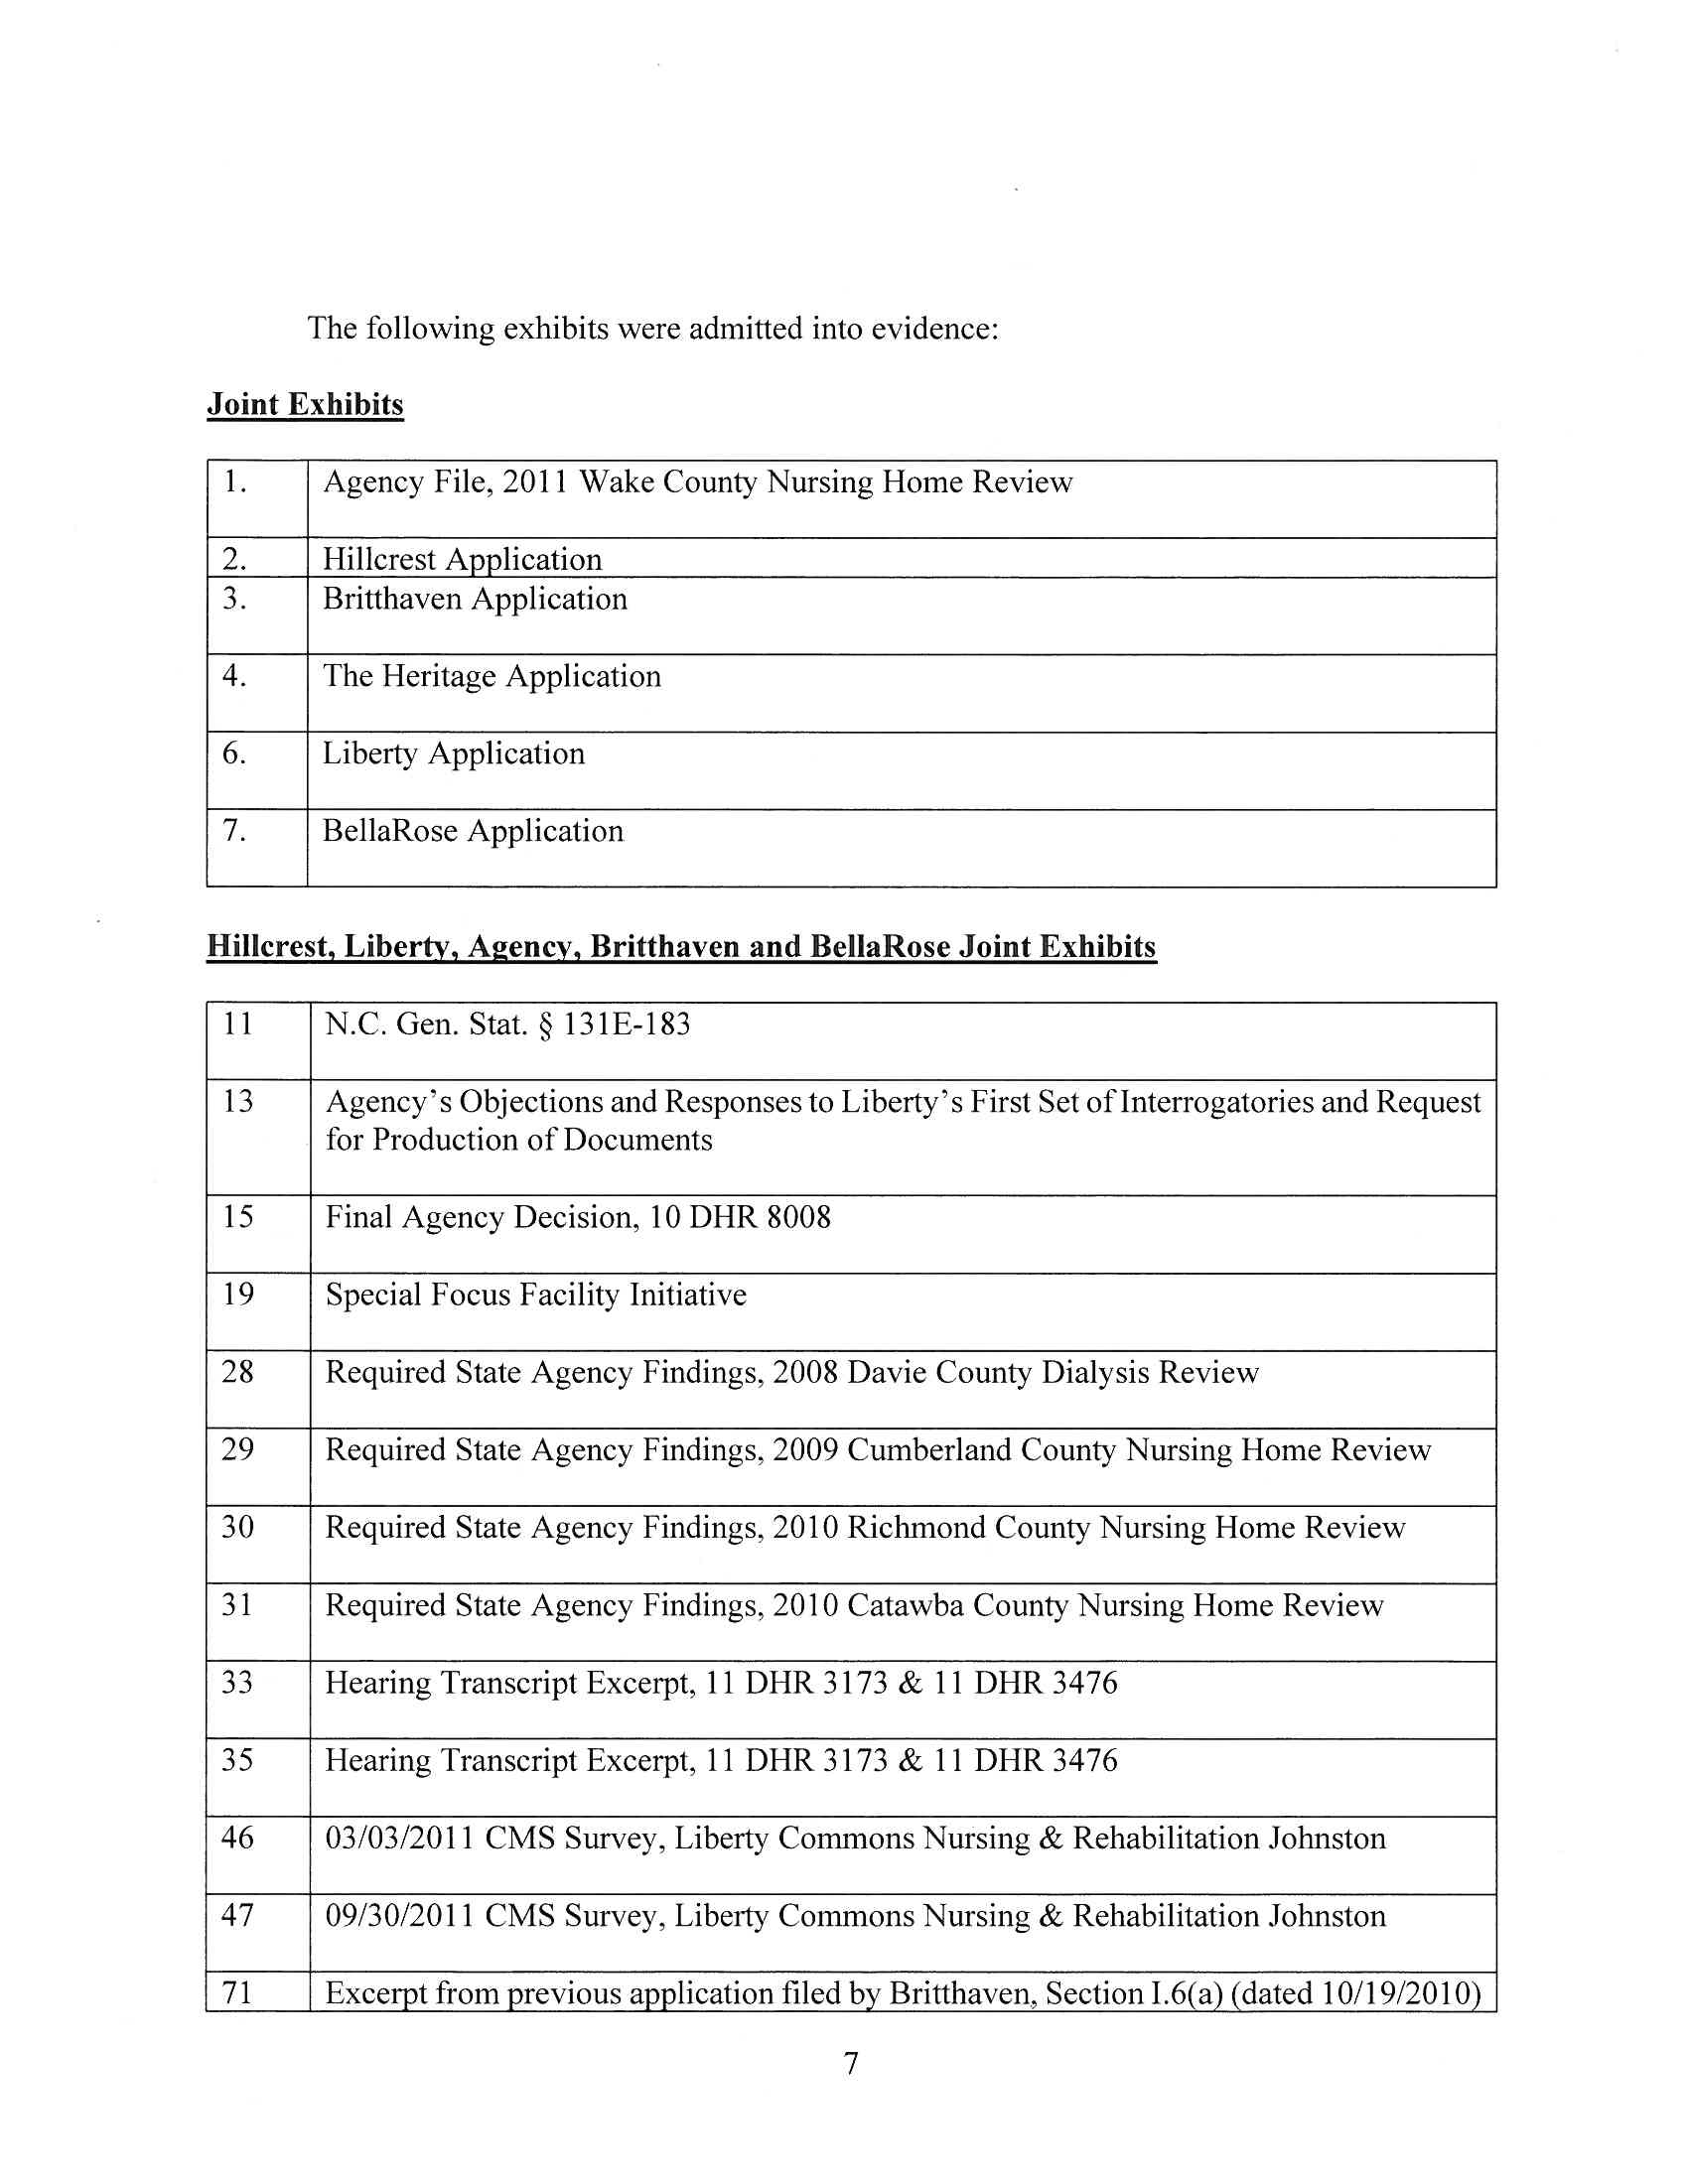 The following exhibits were admitted into evidence:
Joint Exhibits
1. Agency File, 2011 Wake County Nursing Home Review
2. Hillcrest Application
3. Britthaven Application
4. The Heritage Application
6. Liberty Application
7. BellaRose Application
Hillcrest, Liberty, Agency, Britthaven and BellaRose Joint Exhibits
11 N.C. Gen. Stat. § 131E-183
13 Agency's Objections and Responses to Liberty's First Set of Interrogatories and Request
for Production of Documents
15 Final Agency Decision, 10 DHR 8008
19 Special Focus Facility Initiative
28 Required State Agency Findings, 2008 Davie County Dialysis Review
29 Required State Agency Findings, 2009 Cumberland County Nursing Home Review
30 Required State Agency Findings, 2010 Richmond County Nursing Home Review
31 Required State Agency Findings, 2010 Catawba County Nursing Home Review
33 Hearing Transcript Excerpt, 11 DHR 3173 & 11 DHR 3476
35 Hearing Transcript Excerpt, 11 DHR 3173 & 11 DHR 3476
46 03/03/2011 CMS Survey, Liberty Commons Nursing & Rehabilitation Johnston
47 09/30/2011 CMS Survey, Liberty Commons Nursing & Rehabilitation Johnston
71 Excerpt from previous application filed by Britthaven, Section I.6(a) (dated 10/19/2010)
7